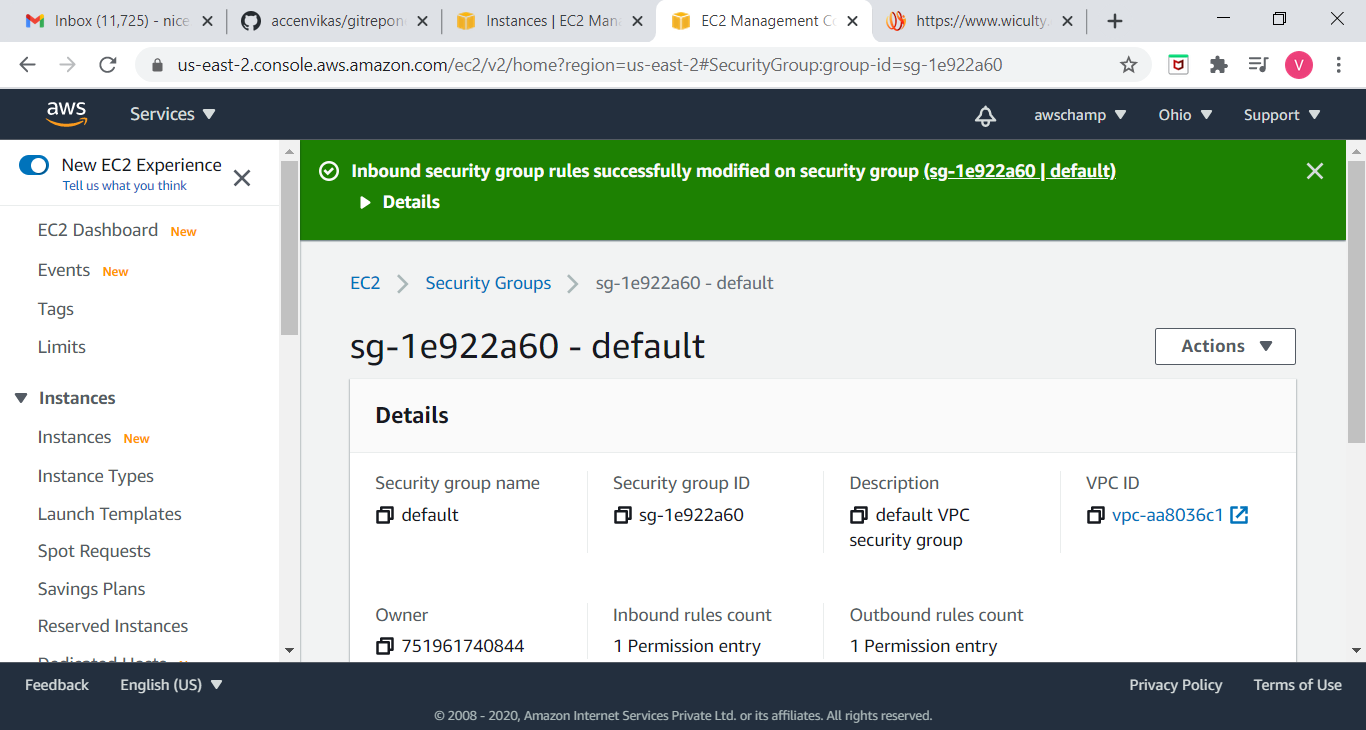 Inbox (11,725) - nice
accenvikas/gitrepon
Instances | EC2 Man
EC2 Management Co
https://www.wiculty.
us-east-2.console.aws.amazon.com/ec2/v2/home?region=us-east-2#SecurityGroup:group-id=sg-1e922a60
V
aws
Services
awschamp
Ohio
Support
New EC2 Experience
Tell us what you think
EC2 Dashboard New
Events New
Tags
Limits
Instances
Instances New
Instance Types
Launch Templates
Spot Requests
Savings Plans
Reserved Instances
Dedicated Hosts
Inbound security group rules successfully modified on security group (sg-1e922a60 | default)
Details
EC2
Security Groups
sg-1e922a60 - default
sg-1e922a60 - default
Actions
Details
Security group name
default
Security group ID
sg-1e922a60
Description
default VPC
security group
VPC ID
vpc-aa8036c1
Owner
751961740844
Inbound rules count
1 Permission entry
Outbound rules count
1 Permission entry
Feedback
English (US)
Privacy Policy
Terms of Use
© 2008 - 2020, Amazon Internet Services Private Ltd. or its affiliates. All rights reserved.